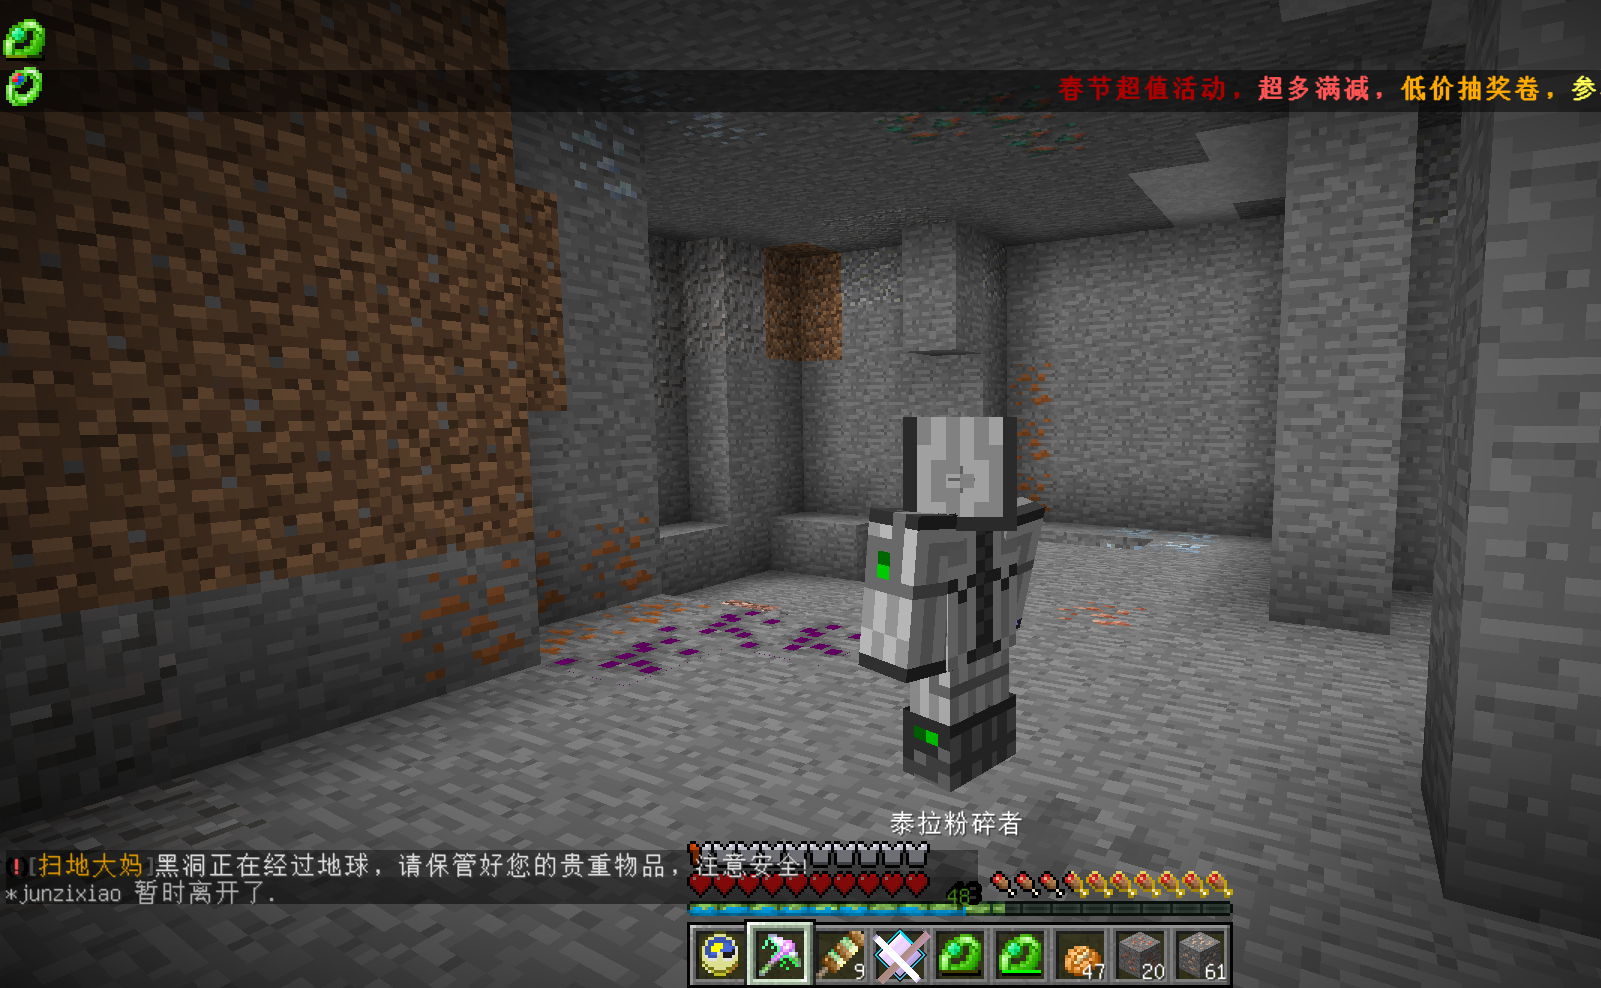 春节超值活动，超多满减，低价抽奖卷，参
泰拉粉碎者
![扫地大妈]黑洞正在经过地球，请保管好您的贵重物品，注意安全!
*junzixiao 暂时离开了.
48
9
47
20
61